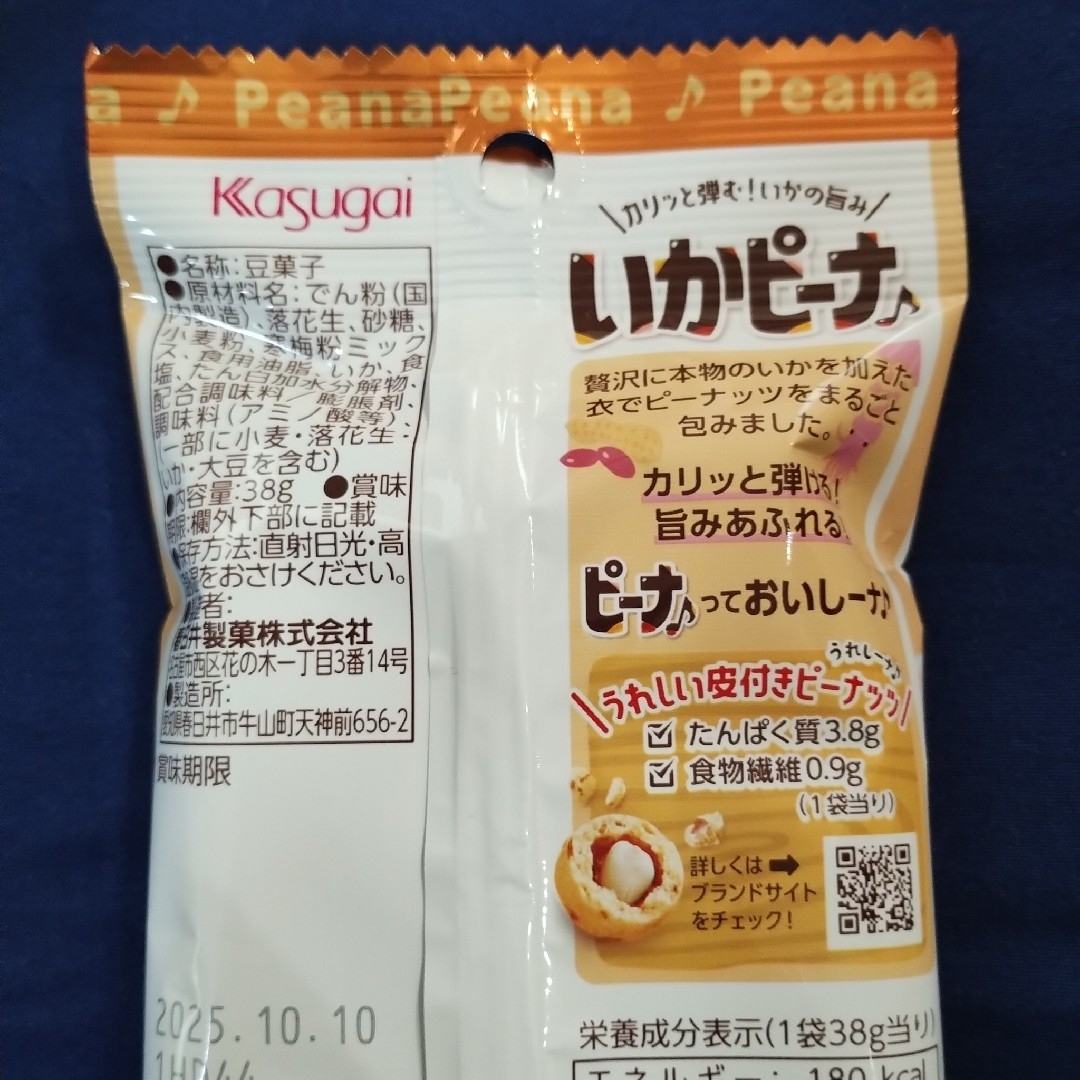 a ♪ PeanaPeana ♪ Peana
Kasugai
●名称:豆菓子
●原材料名:でん粉(国
内製造)、落花生、砂糖、
小麦粉、寒梅粉ミック
ス、食用油脂、いか、食
塩、たん白加水分解物、
配合調味料/膨脹剤、
調味料(アミノ酸等)、
(一部に小麦・落花生・
いか・大豆を含む)
●内容量:38g ●賞味
期限:欄外下部に記載
保存方法:直射日光・高
をおさけください。
者:
井製菓株式会社
名古屋市西区花の木一丁目3番14号
●製造所:
愛知県春日井市牛山町天神前656-2
賞味期限
2025.10.10
1HD44
カリッと弾む!いかの旨み
いかピーナ♪
贅沢に本物のいかを加えた
衣でピーナッツをまるごと
包みました。
カリッと弾ける!
旨みあふれる
ピーナ♪っておいしーナ♪
うれしーナ♪
うれしい皮付きピーナッツ
☑ たんぱく質3.8g
☑ 食物繊維0.9g
(1袋当り)
詳しくは➡
ブランドサイト
をチェック!
栄養成分表示(1袋38g当り)
エネルギー: 180 kcal